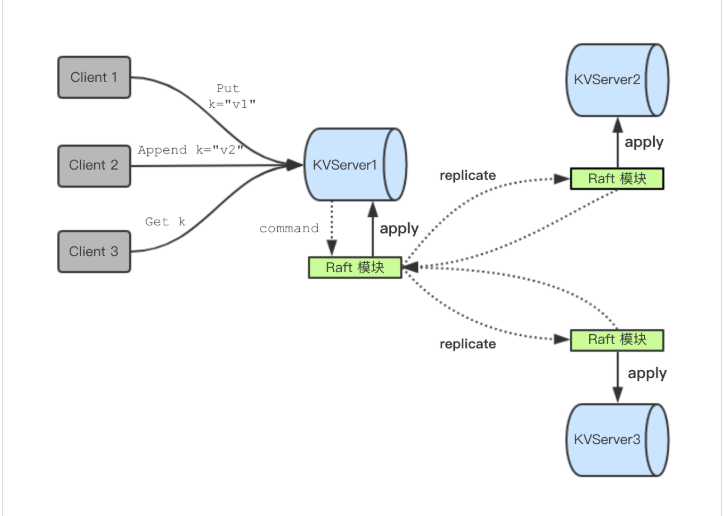 Client 1
Put
k="v1"
Client 2
Append k="v2"
Client 3
Get k
KVServer1
command
apply
Raft 模块
replicate
replicate
KVServer2
apply
Raft 模块
Raft 模块
apply
KVServer3